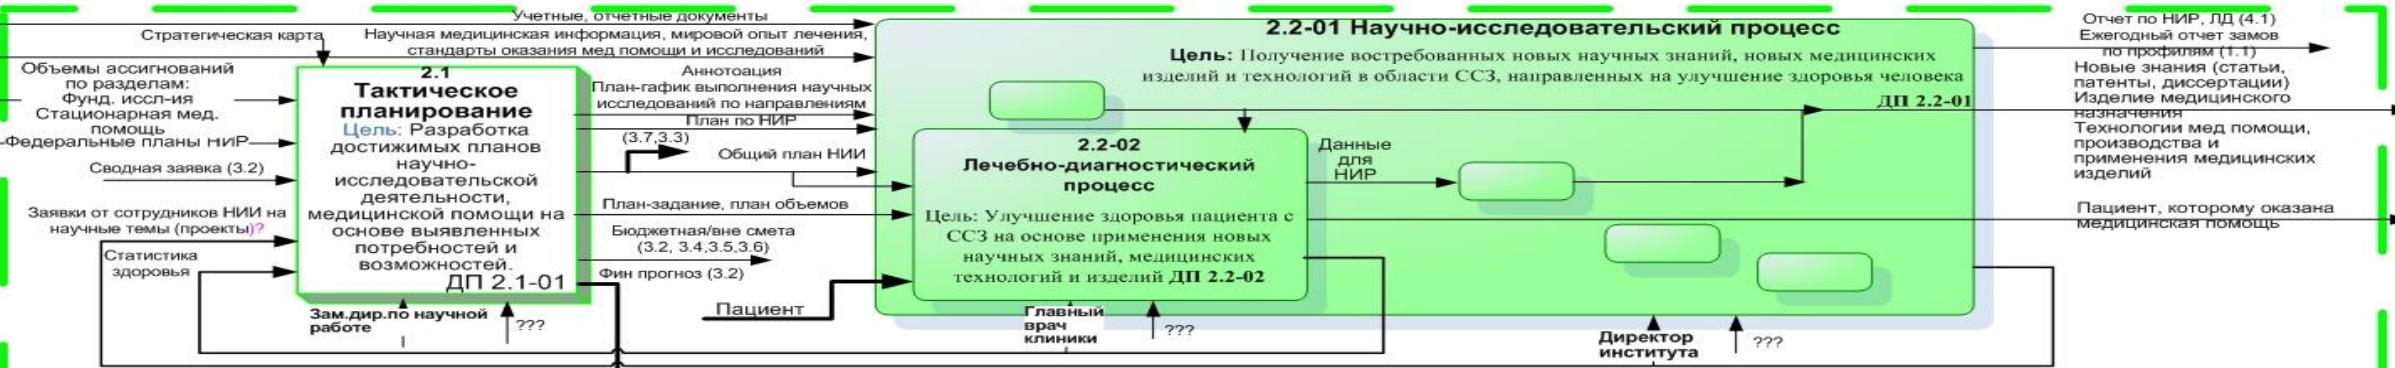 Учетные, отчетные документы
Стратегическая карта
Научная медицинская информация, мировой опыт лечения,
стандарты оказания мед помощи и исследований
Объемы ассигнований
по разделам:
Фунд. иссл-ия
Стационарная мед.
помощь
Федеральные планы НИР
Сводная заявка (3.2)
Заявки от сотрудников НИИ на
научные темы (проекты)?
Статистика
здоровья
2.1
Тактическое
планирование
Цель: Разработка
достижимых планов
научно-
исследовательской
деятельности,
медицинской помощи на
основе выявленных
потребностей и
возможностей.
ДП 2.1-01
Зам.дир.по научной
работе
???
Аннотоация
План-гафик выполнения научных
исследований по направлениям
План по НИР
(3.7,3.3)
Общий план НИИ
План-задание, план объемов
Бюджетная/вне смета
(3.2, 3.4,3.5,3.6)
Фин прогноз (3.2)
Пациент
2.2-01 Научно-исследовательский процесс
Цель: Получение востребованных новых научных знаний, новых медицинских
изделий и технологий в области ССЗ, направленных на улучшение здоровья человека
ДП 2.2-01
2.2-02
Лечебно-диагностический
процесс
Цель: Улучшение здоровья пациента с
ССЗ на основе применения новых
научных знаний, медицинских
технологий и изделий ДП 2.2-02
Данные
для
НИР
Главный
врач
клиники
???
Директор
института
???
Отчет по НИР, ЛД (4.1)
Ежегодный отчет замов
по профилям (1.1)
Новые знания (статьи,
патенты, диссертации)
Изделие медицинского
назначения
Технологии мед помощи,
производства и
применения медицинских
изделий
Пациент, которому оказана
медицинская помощь